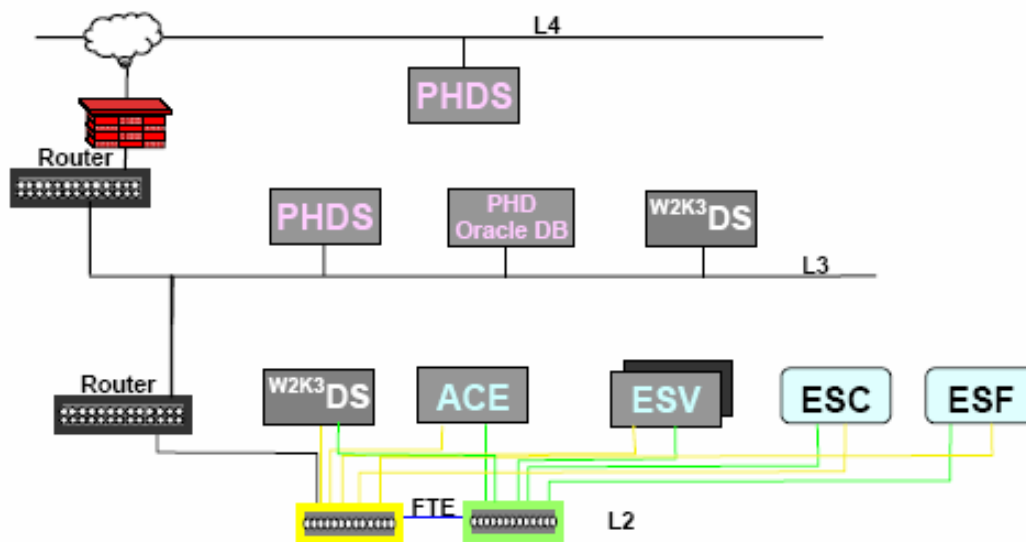 L4
PHDS
Router
PHDS
PHD
Oracle DB
W2K3DS
L3
Router
W2K3DS
ACE
ESV
ESC
ESF
FTE
L2